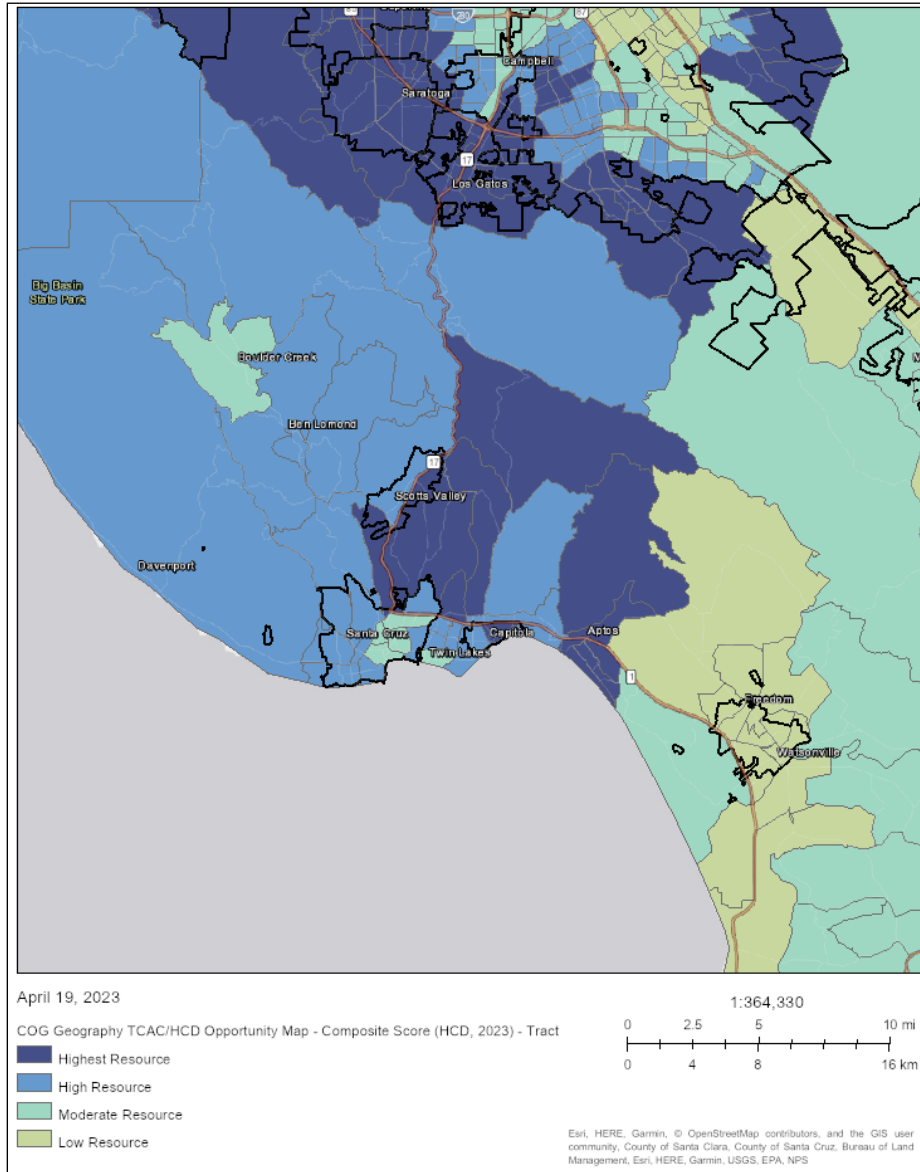 280
87
Campbell
Saratoga
17
Los Gatos
Big Basin
State Park
Boulder Creek
Ben Lomond
17
Scotts Valley
Davenport
Santa Cruz
Capitola
Aptos
Twin Lakes
1
Freedom
Watsonville
April 19, 2023
COG Geography TCAC/HCD Opportunity Map - Composite Score (HCD, 2023) - Tract
Highest Resource
High Resource
Moderate Resource
Low Resource
1:364,330
0 2.5 5 10 mi
0 4 8 16 km
Esri, HERE, Garmin, © OpenStreetMap contributors, and the GIS user
community, County of Santa Clara, County of Santa Cruz, Bureau of Land
Management, Esri, HERE, Garmin, USGS, EPA, NPS